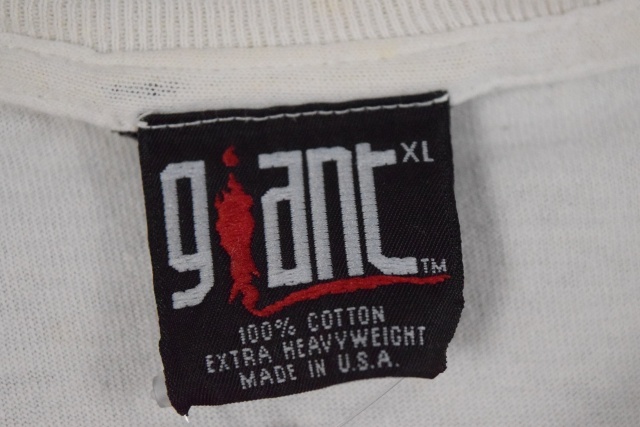 giant XL
TM
100% COTTON
EXTRA HEAVYWEIGHT
MADE IN U.S.A.